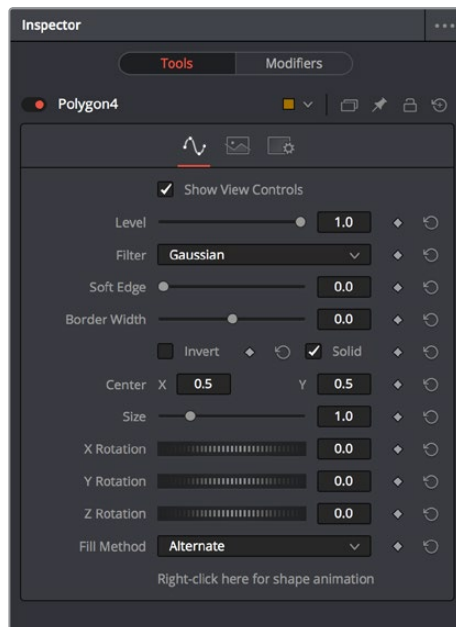 Inspector
Tools Modifiers
Polygon4
Show View Controls
Level 1.0
Filter Gaussian
Soft Edge 0.0
Border Width 0.0
Invert Solid
Center X 0.5 Y 0.5
Size 1.0
X Rotation 0.0
Y Rotation 0.0
Z Rotation 0.0
Fill Method Alternate
Right-click here for shape animation